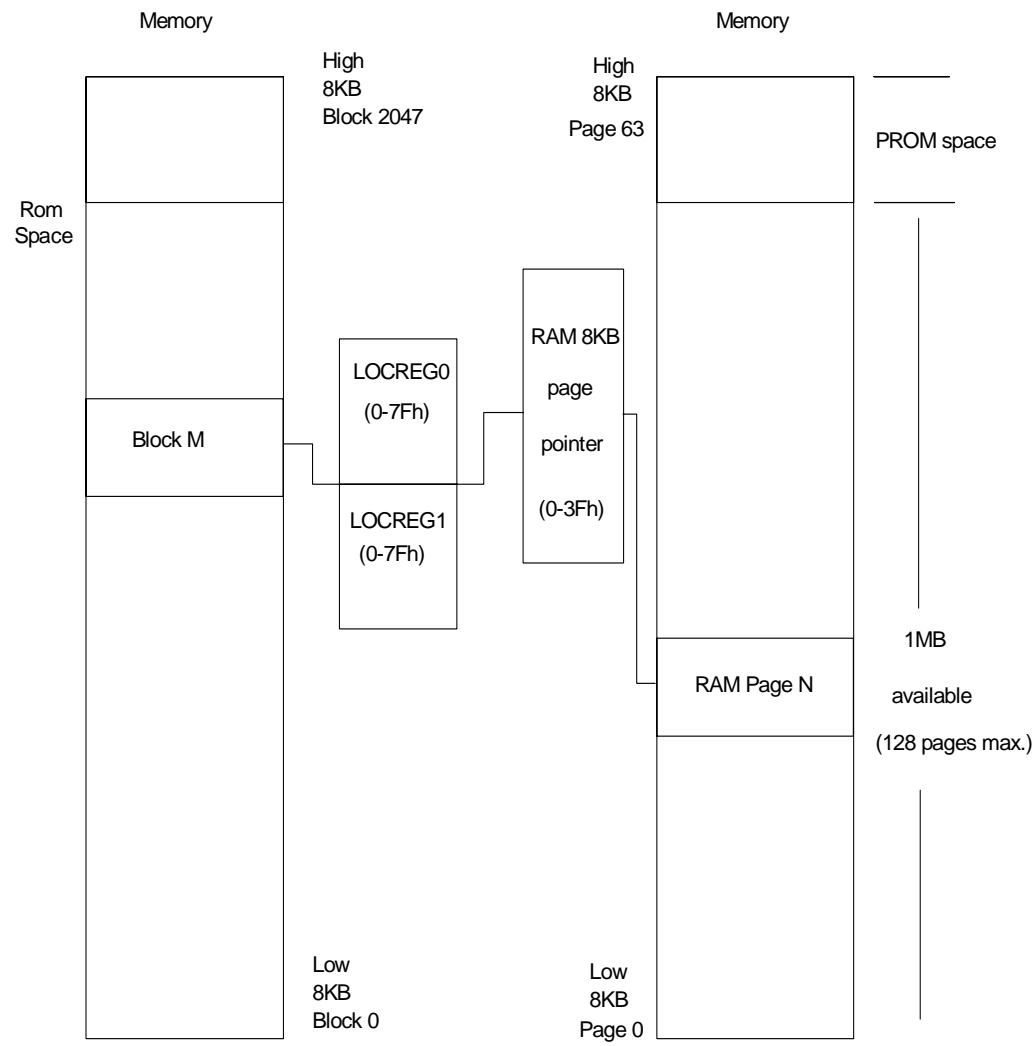 Memory
Memory
High
8KB
Block 2047
High
8KB
Page 63
PROM space
Rom
Space
LOCREG0
(0-7Fh)
RAM 8KB
page
pointer
(0-3Fh)
Block M
LOCREG1
(0-7Fh)
RAM Page N
1MB
available
(128 pages max.)
Low
8KB
Block 0
Low
8KB
Page 0